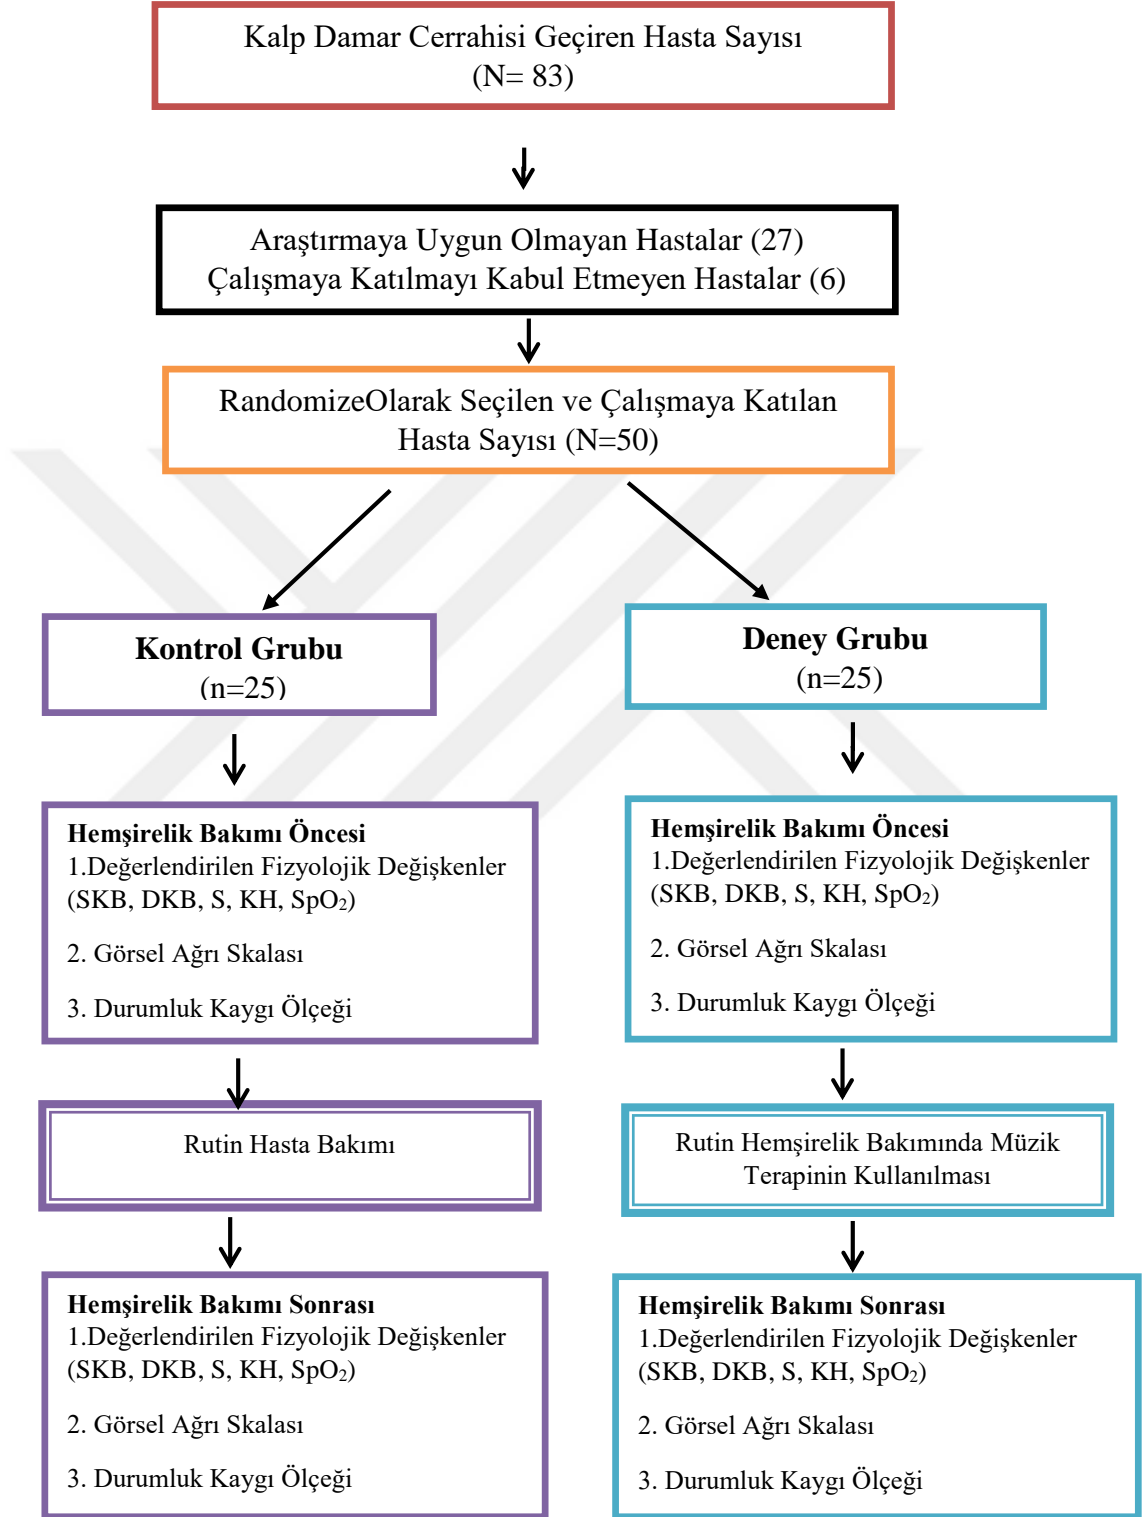 Kalp Damar Cerrahisi Geçiren Hasta Sayısı
(N= 83)
Araştırmaya Uygun Olmayan Hastalar (27)
Çalışmaya Katılmayı Kabul Etmeyen Hastalar (6)
RandomizeOlarak Seçilen ve Çalışmaya Katılan
Hasta Sayısı (N=50)
Kontrol Grubu
(n=25)
Deney Grubu
(n=25)
Hemşirelik Bakımı Öncesi
1.Değerlendirilen Fizyolojik Değişkenler
(SKB, DKB, S, KH, SpO₂)
2. Görsel Ağrı Skalası
3. Durumluk Kaygı Ölçeği
Hemşirelik Bakımı Öncesi
1.Değerlendirilen Fizyolojik Değişkenler
(SKB, DKB, S, KH, SpO₂)
2. Görsel Ağrı Skalası
3. Durumluk Kaygı Ölçeği
Rutin Hasta Bakımı
Rutin Hemşirelik Bakımında Müzik
Terapinin Kullanılması
Hemşirelik Bakımı Sonrası
1.Değerlendirilen Fizyolojik Değişkenler
(SKB, DKB, S, KH, SpO₂)
2. Görsel Ağrı Skalası
3. Durumluk Kaygı Ölçeği
Hemşirelik Bakımı Sonrası
1.Değerlendirilen Fizyolojik Değişkenler
(SKB, DKB, S, KH, SpO₂)
2. Görsel Ağrı Skalası
3. Durumluk Kaygı Ölçeği